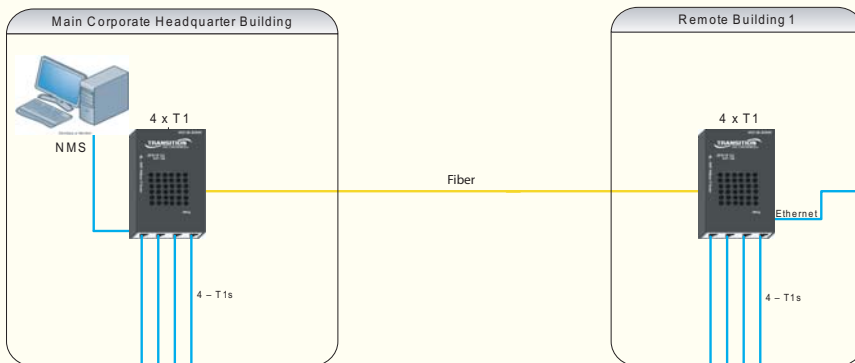 Main Corporate Headquarter Building
Remote Building 1
4 x T1
NMS
TRANSITION
Fiber
4 x T1
TRANSITION
Ethernet
4 – T1s
4 – T1s